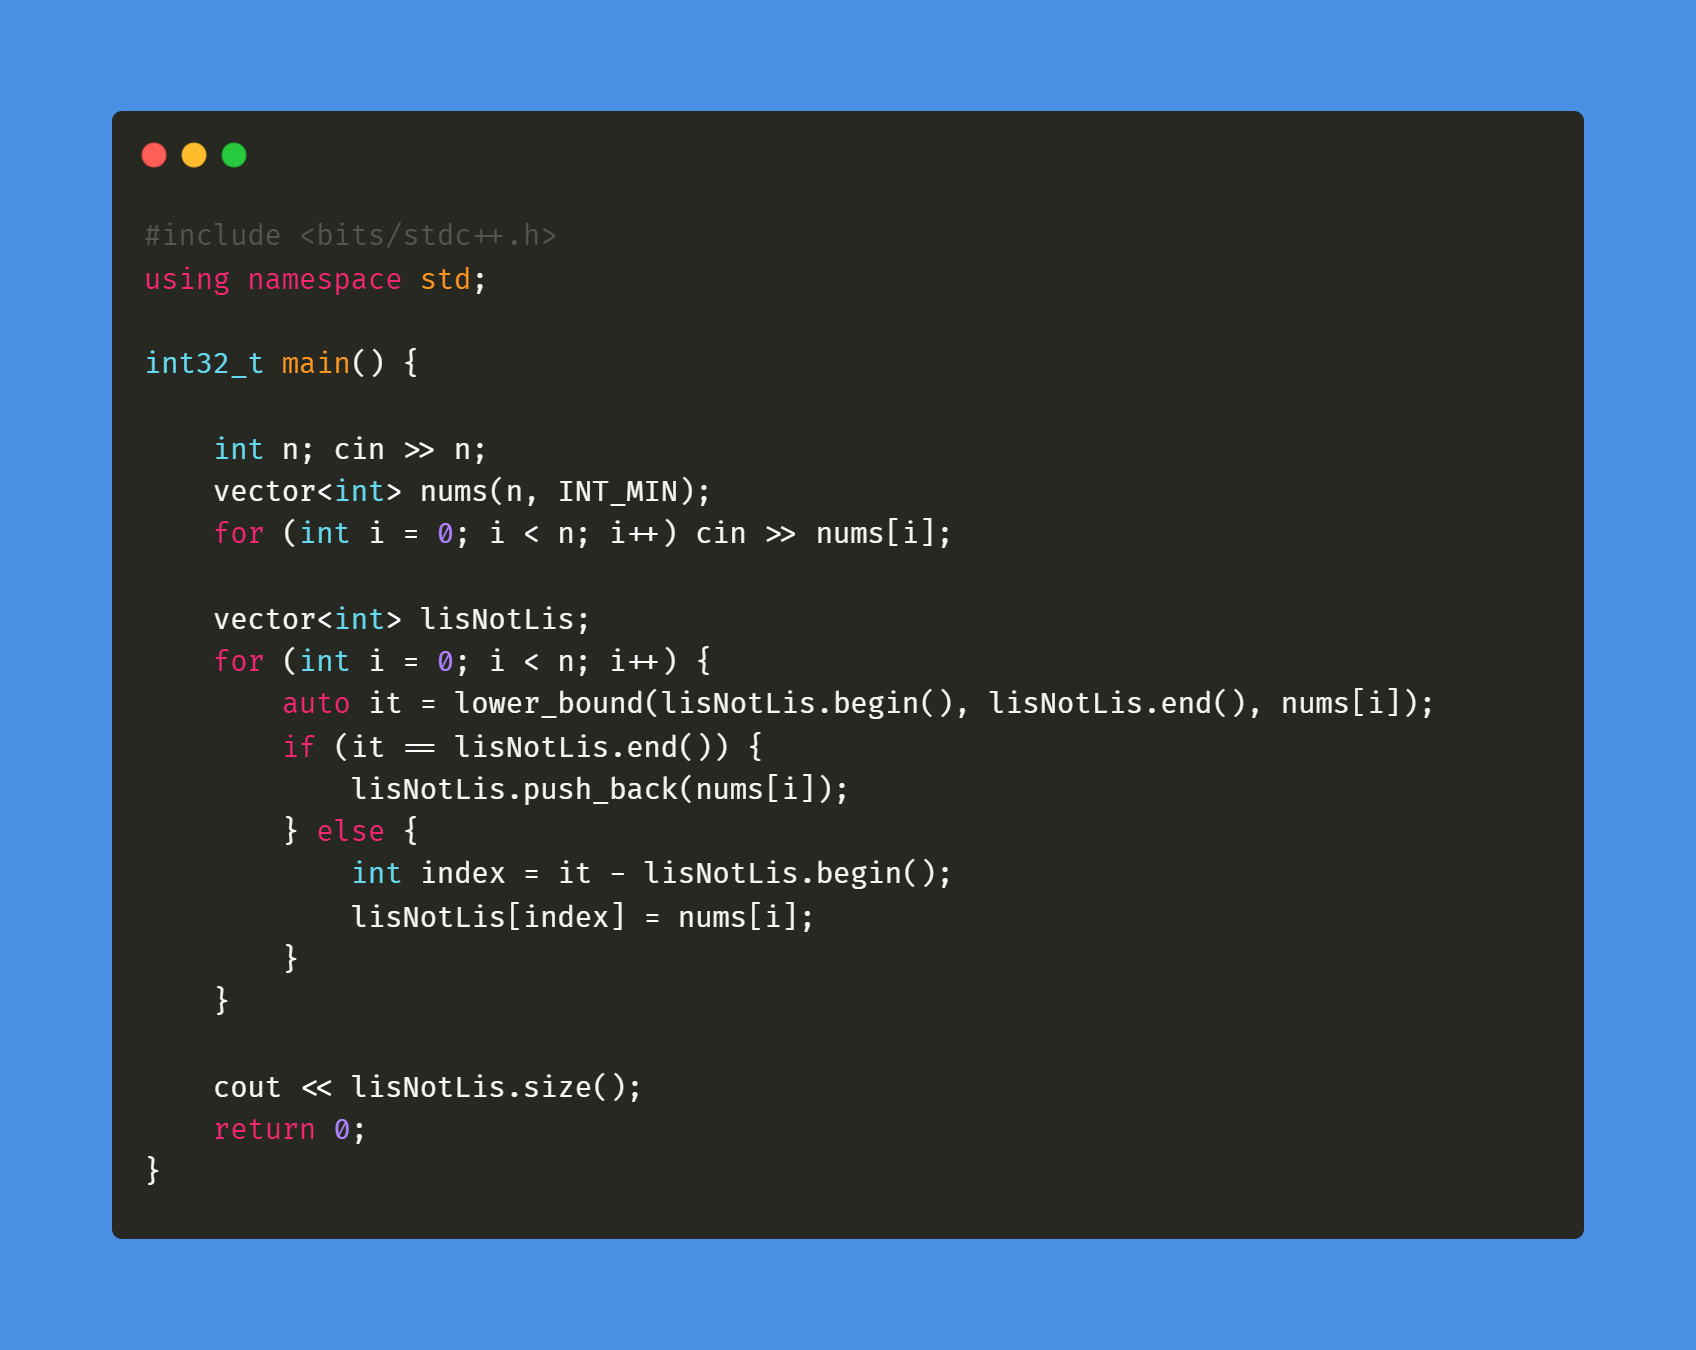 #include <bits/stdc++.h>
using namespace std;
int32_t main() {
int n; cin >> n;
vector<int> nums(n, INT_MIN);
for (int i = 0; i < n; i++) cin >> nums[i];
vector<int> lisNotLis;
for (int i = 0; i < n; i++) {
auto it = lower_bound(lisNotLis.begin(), lisNotLis.end(), nums[i]);
if (it == lisNotLis.end()) {
lisNotLis.push_back(nums[i]);
} else {
int index = it - lisNotLis.begin();
lisNotLis[index] = nums[i];
}
}
cout << lisNotLis.size();
return 0;
}